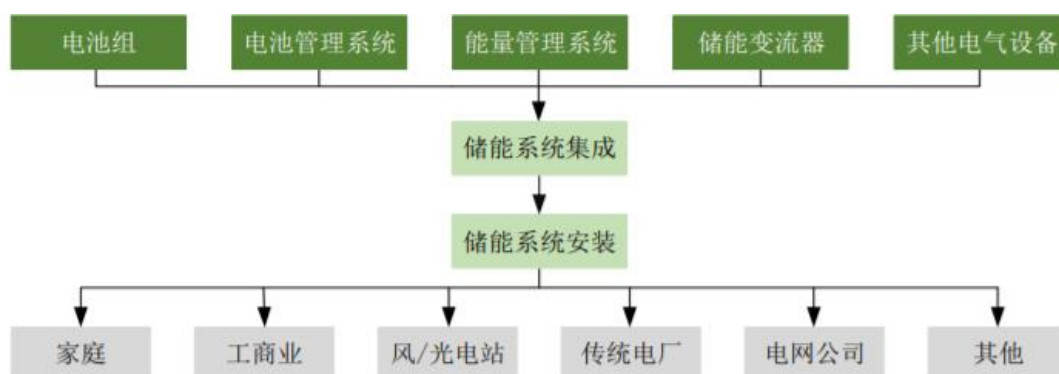 电池组
电池管理系统
能量管理系统
储能变流器
其他电气设备
储能系统集成
储能系统安装
家庭
工商业
风/光电站
传统电厂
电网公司
其他